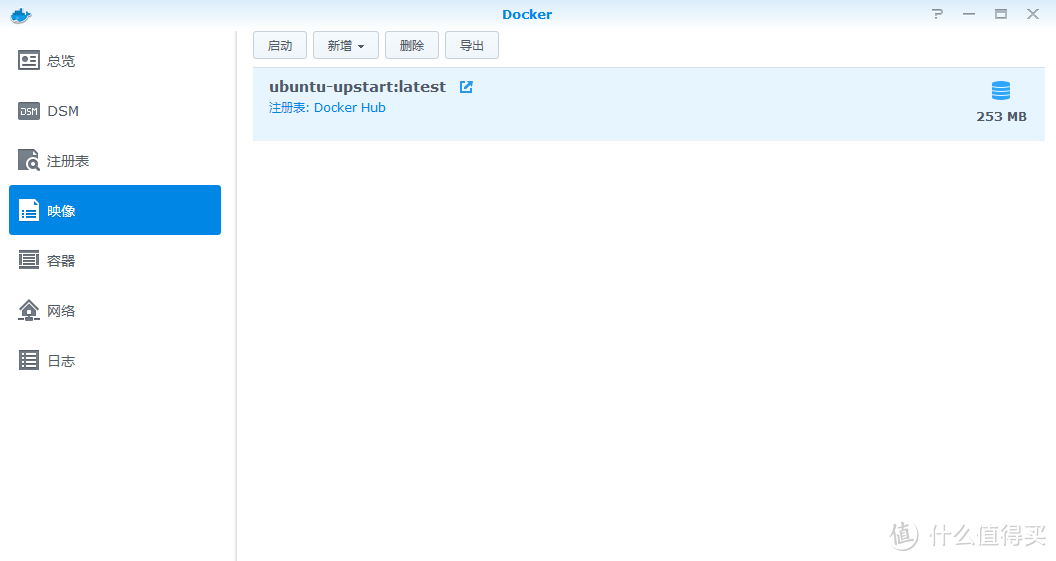 Docker
总览
DSM
DSM
注册表
映像
容器
网络
日志
启动
新增
删除
导出
ubuntu-upstart:latest
注册表: Docker Hub
253 MB
值 什么值得买